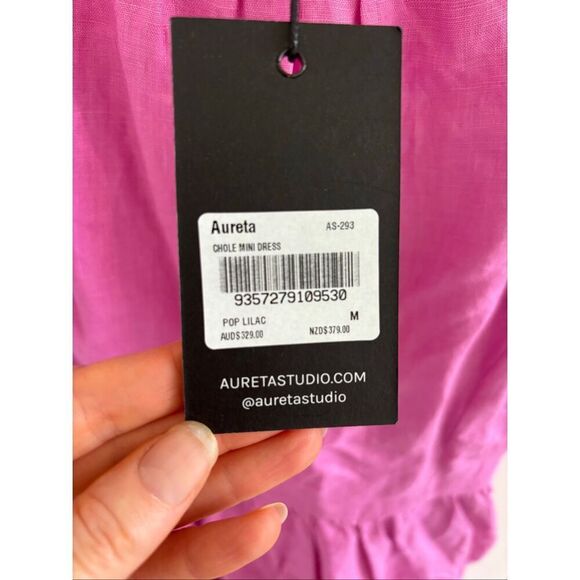 Aureta AS-293
CHOLE MINI DRESS
9357279109530
POP LILAC M
AUD$329.00 NZD$379.00
AURETASTUDIO.COM
@auretastudio